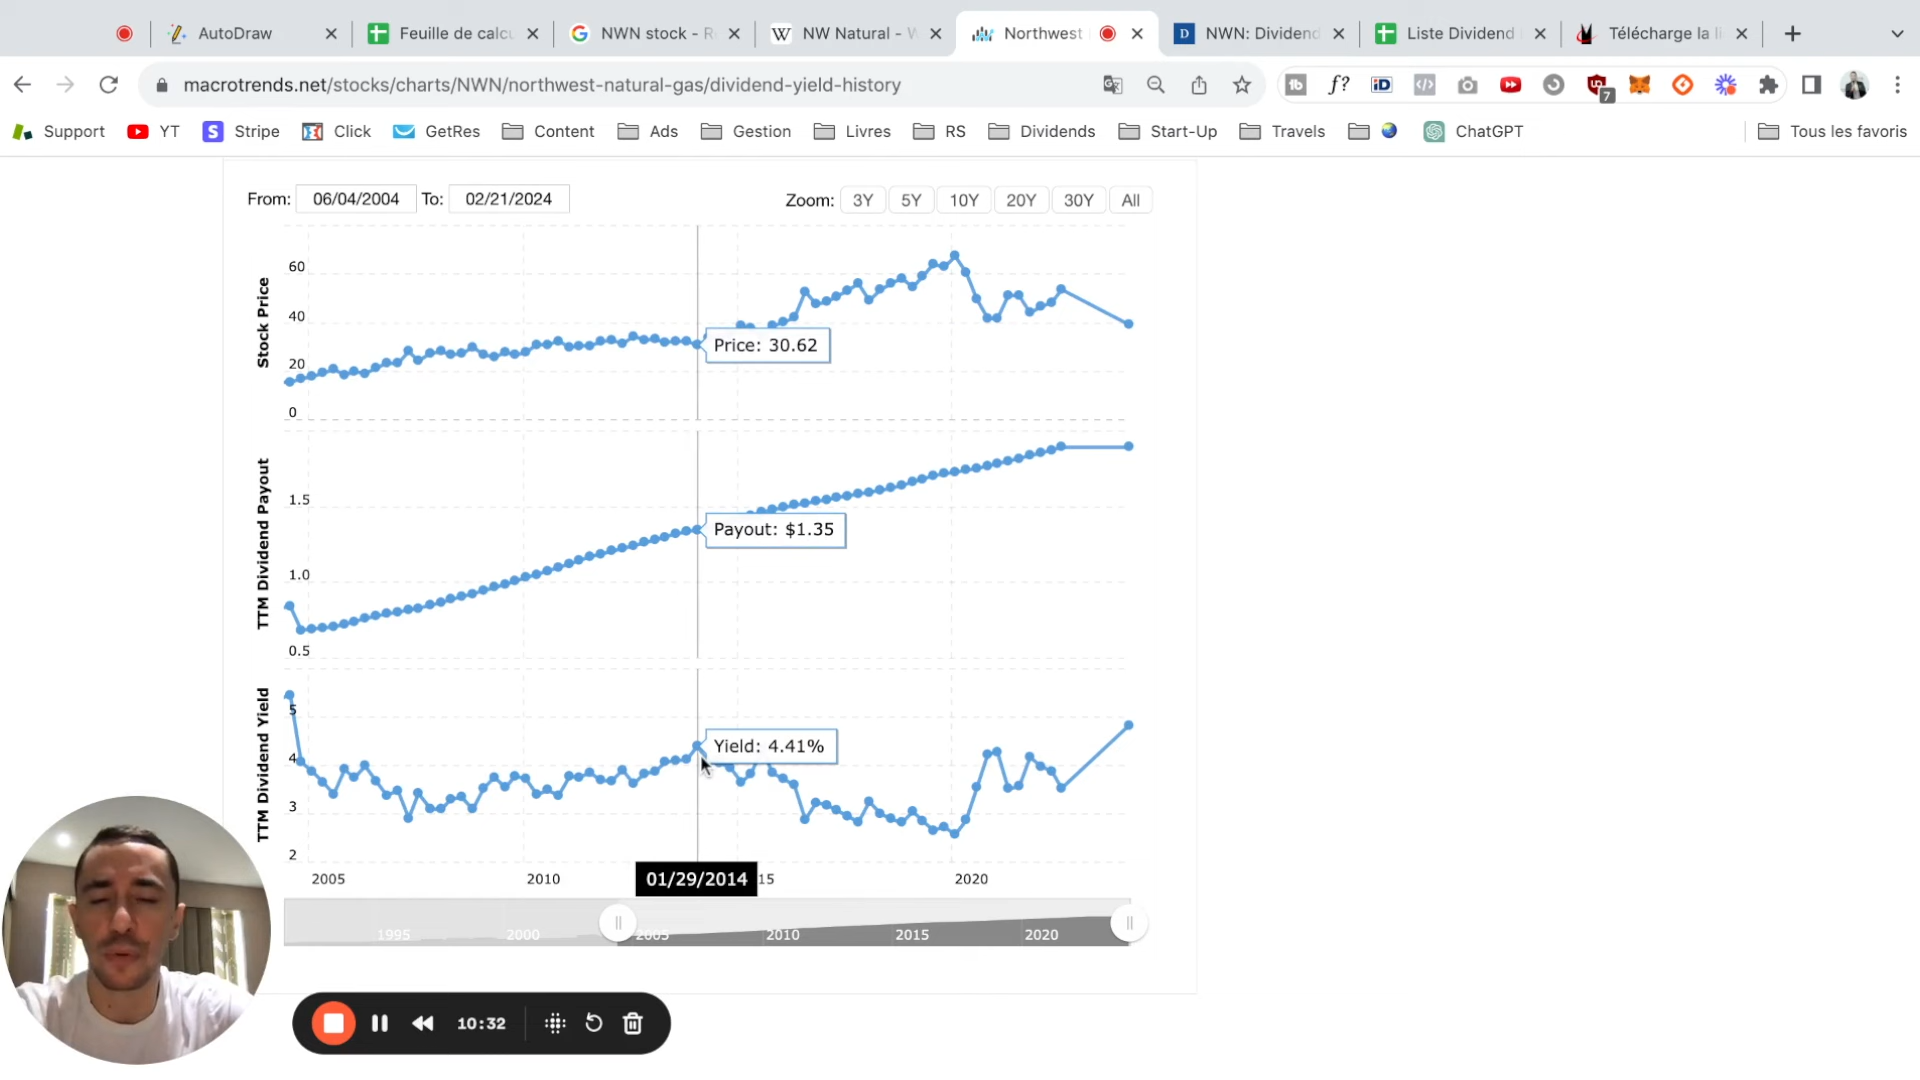 AutoDraw
Feuille de calcu
NWN stock - R
NW Natural - W
Northwest
NWN: Dividend
Liste Dividend
Télécharge la li
macrotrends.net/stocks/charts/NWN/northwest-natural-gas/dividend-yield-history
f?
iD
7
Support
YT
Stripe
Click
GetRes
Content
Ads
Gestion
Livres
RS
Dividends
Start-Up
Travels
ChatGPT
Tous les favoris
From: 06/04/2004 To: 02/21/2024
Zoom: 3Y 5Y 10Y 20Y 30Y All
Stock Price
60
40
20
0
Price: 30.62
TTM Dividend Payout
1.5
1.0
0.5
Payout: $1.35
TTM Dividend Yield
5
4
3
2
Yield: 4.41%
2005 2010 01/29/2014 15 2020
1995 2000 2005 2010 2015 2020
10:32